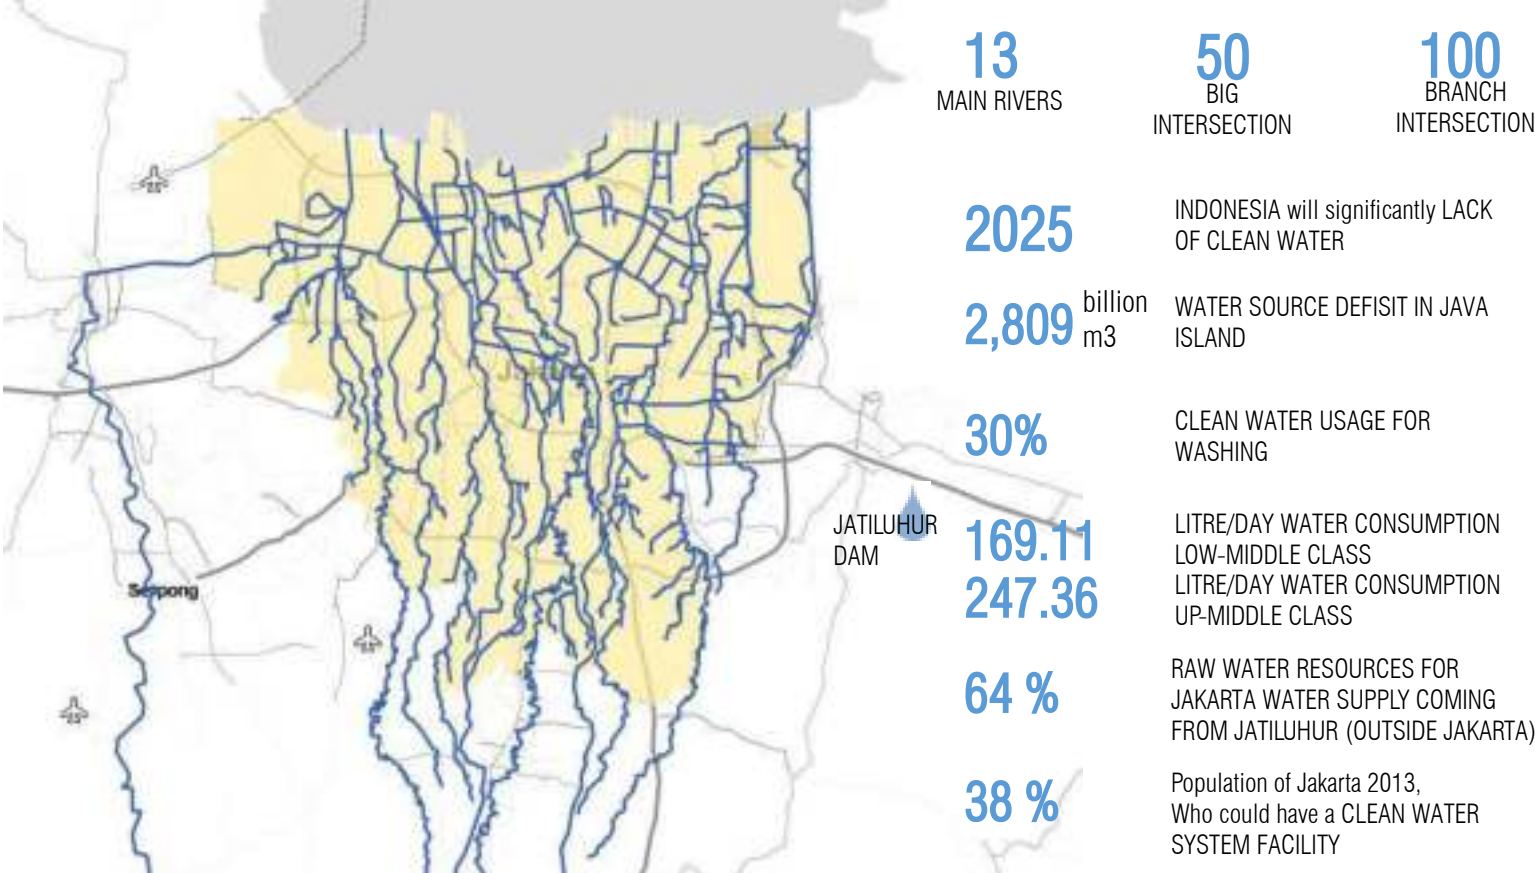 13
MAIN RIVERS
50
BIG
INTERSECTION
100
BRANCH
INTERSECTION
2025
INDONESIA will significantly LACK
OF CLEAN WATER
2,809 billion
m3
WATER SOURCE DEFISIT IN JAVA
ISLAND
30%
CLEAN WATER USAGE FOR
WASHING
JATILUHUR
DAM
169.11
LITRE/DAY WATER CONSUMPTION
LOW-MIDDLE CLASS
247.36
LITRE/DAY WATER CONSUMPTION
UP-MIDDLE CLASS
64 %
RAW WATER RESOURCES FOR
JAKARTA WATER SUPPLY COMING
FROM JATILUHUR (OUTSIDE JAKARTA)
38 %
Population of Jakarta 2013,
Who could have a CLEAN WATER
SYSTEM FACILITY
Serpong